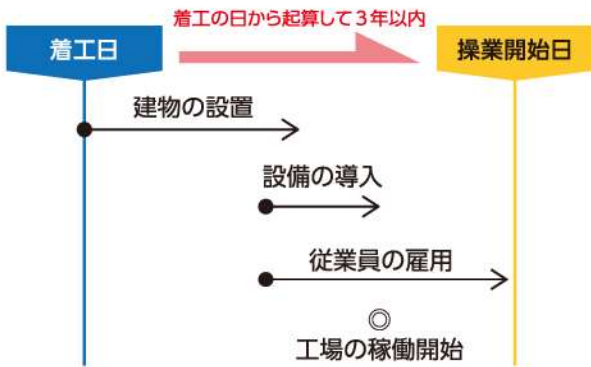 着工の日から起算して3年以内
着工日
操業開始日
建物の設置
設備の導入
従業員の雇用
◎
工場の稼働開始